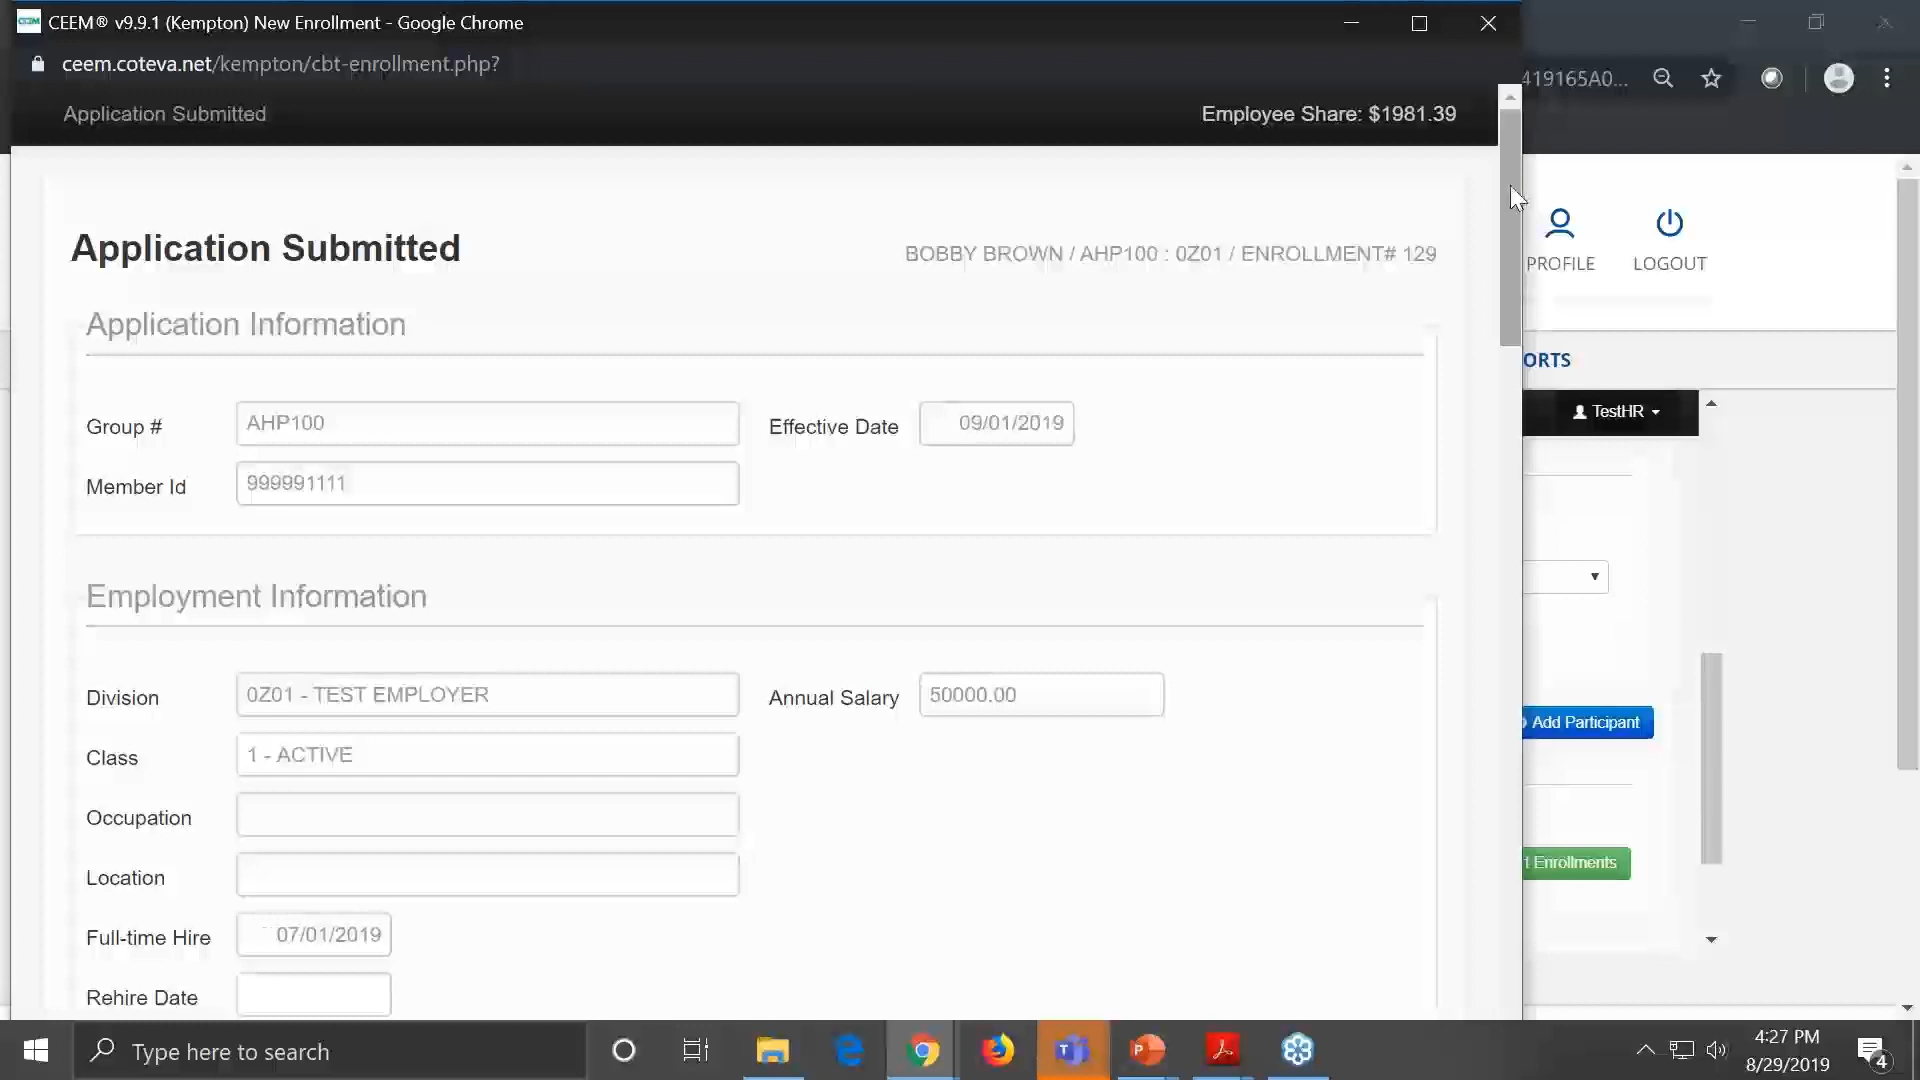 CEEM® v9.9.1 (Kempton) New Enrollment - Google Chrome
ceem.coteva.net/kempton/cbt-enrollment.php?
419165A0...
Application Submitted
Employee Share: $1981.39
Application Submitted
BOBBY BROWN / AHP100 : 0Z01 / ENROLLMENT# 129
PROFILE
LOGOUT
Application Information
ORTS
Group #
AHP100
Effective Date
09/01/2019
TestHR
Member Id
999991111
Employment Information
Division
0Z01 - TEST EMPLOYER
Annual Salary
50000.00
Add Participant
Class
1 - ACTIVE
Occupation
Enrollments
Location
Full-time Hire
07/01/2019
Rehire Date
Type here to search
4:27 PM
8/29/2019
4